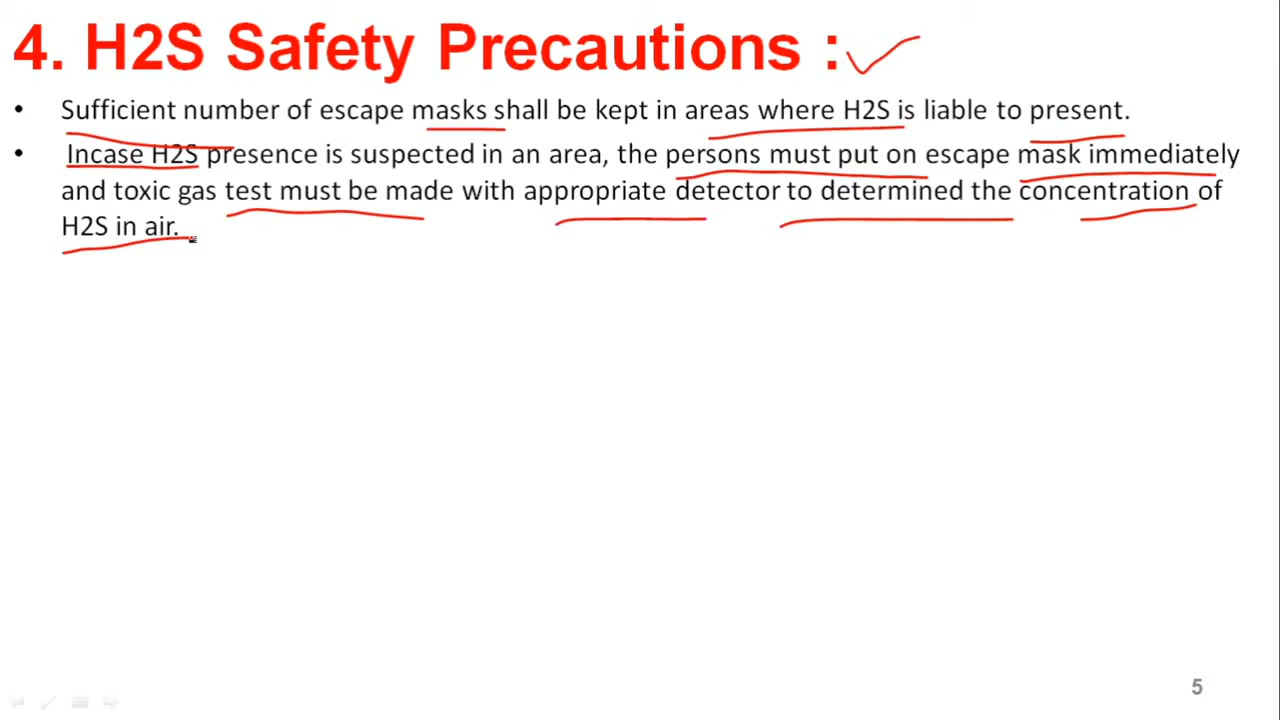 4. H2S Safety Precautions :
• Sufficient number of escape masks shall be kept in areas where H2S is liable to present.
• Incase H2S presence is suspected in an area, the persons must put on escape mask immediately
and toxic gas test must be made with appropriate detector to determined the concentration of
H2S in air.
5